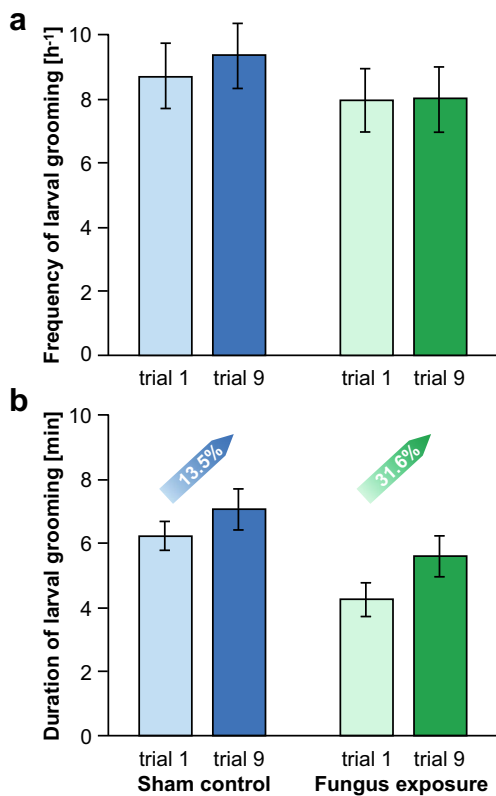 a
Frequency of larval grooming [h⁻¹]
10
8
6
4
2
0
trial 1 trial 9 trial 1 trial 9
b
Duration of larval grooming [min]
10
8
6
4
2
0
13.5%
31.6%
trial 1 trial 9 trial 1 trial 9
Sham control Fungus exposure